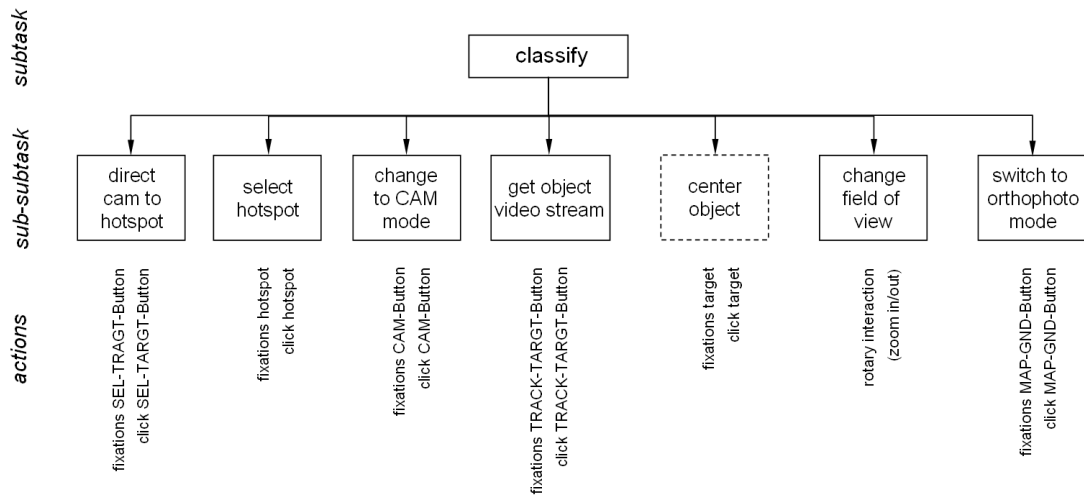 subtask
classify
sub-subtask
direct
cam to
hotspot
select
hotspot
change
to CAM
mode
get object
video stream
center
object
change
field of
view
switch to
orthophoto
mode
actions
fixations SEL-TRAGT-Button
click SEL-TARGT-Button
fixations hotspot
click hotspot
fixations CAM-Button
click CAM-Button
fixations TRACK-TARGT-Button
click TRACK-TARGT-Button
fixations target
click target
rotary interaction
(zoom in/out)
fixations MAP-GND-Button
click MAP-GND-Button